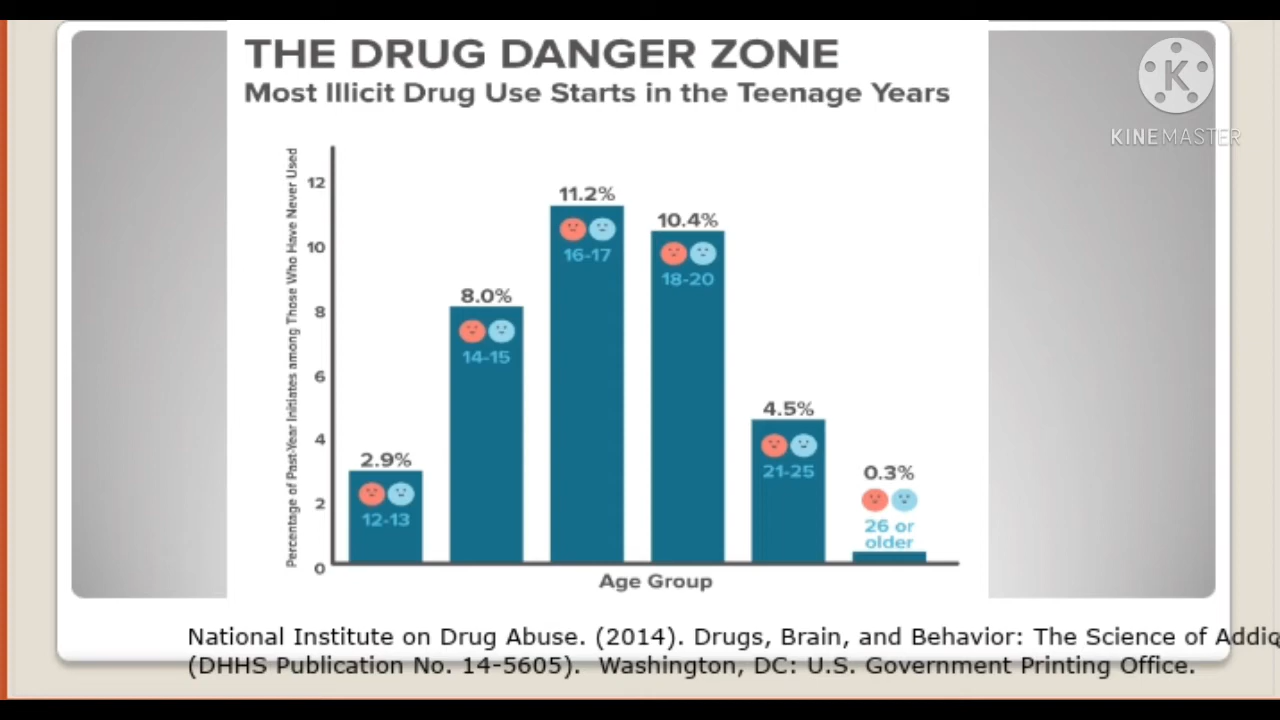 THE DRUG DANGER ZONE
Most Illicit Drug Use Starts in the Teenage Years
KINEMASTER
Percentage of Past-Year Initiates among Those Who Have Never Used
12
10
8
6
4
2
0
2.9%
12-13
8.0%
14-15
11.2%
16-17
10.4%
18-20
4.5%
21-25
0.3%
26 or
older
Age Group
National Institute on Drug Abuse. (2014). Drugs, Brain, and Behavior: The Science of Addic
(DHHS Publication No. 14-5605). Washington, DC: U.S. Government Printing Office.